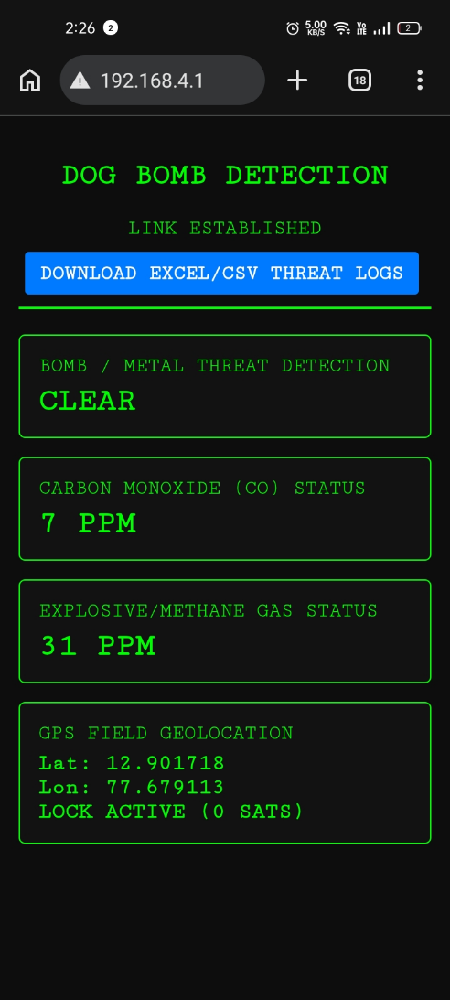 2:26 2 5.00 KB/S Vo LTE 2
192.168.4.1 18
DOG BOMB DETECTION
LINK ESTABLISHED
DOWNLOAD EXCEL/CSV THREAT LOGS
BOMB / METAL THREAT DETECTION
CLEAR
CARBON MONOXIDE (CO) STATUS
7 PPM
EXPLOSIVE/METHANE GAS STATUS
31 PPM
GPS FIELD GEOLOCATION
Lat: 12.901718
Lon: 77.679113
LOCK ACTIVE (0 SATS)